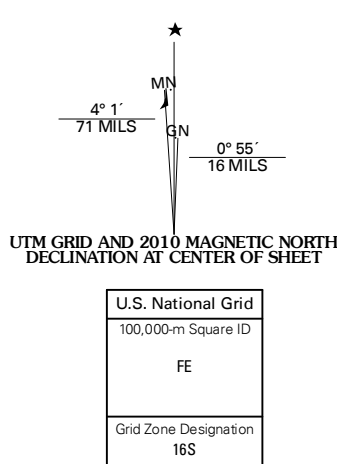 ★
MN
4° 1´
71 MILS
GN
0° 55´
16 MILS
UTM GRID AND 2010 MAGNETIC NORTH
DECLINATION AT CENTER OF SHEET
U.S. National Grid
100,000-m Square ID
FE
Grid Zone Designation
16S